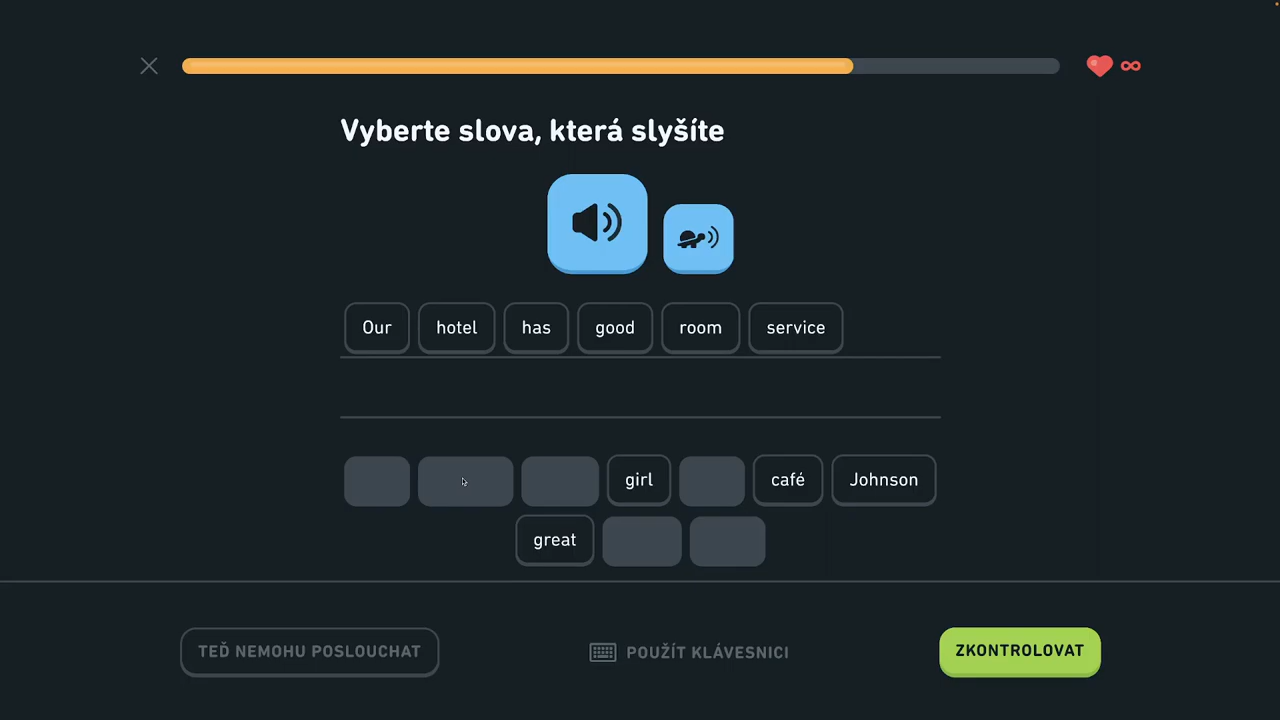 ∞
Vyberte slova, která slyšíte
Our hotel has good room service
girl café Johnson
great
TEĎ NEMOHU POSLOUCHAT POUŽÍT KLÁVESNICI ZKONTROLOVAT